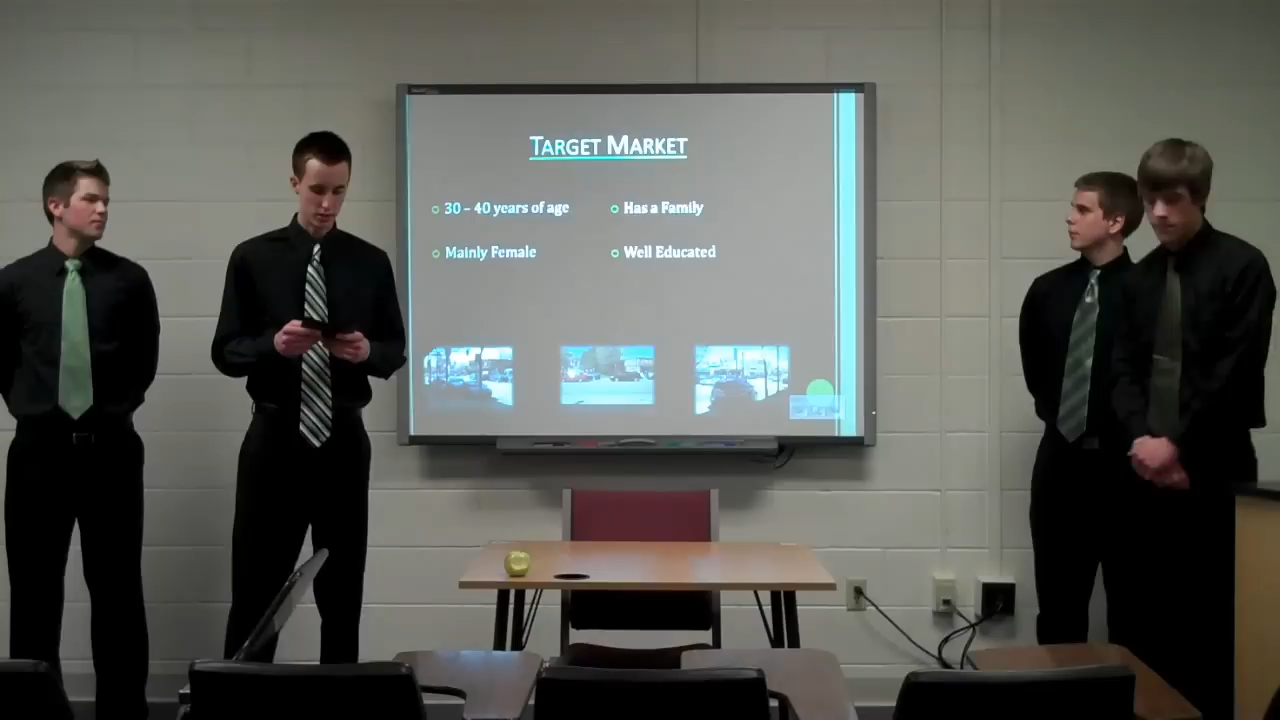 TARGET MARKET
30 – 40 years of age
Mainly Female
Has a Family
Well Educated